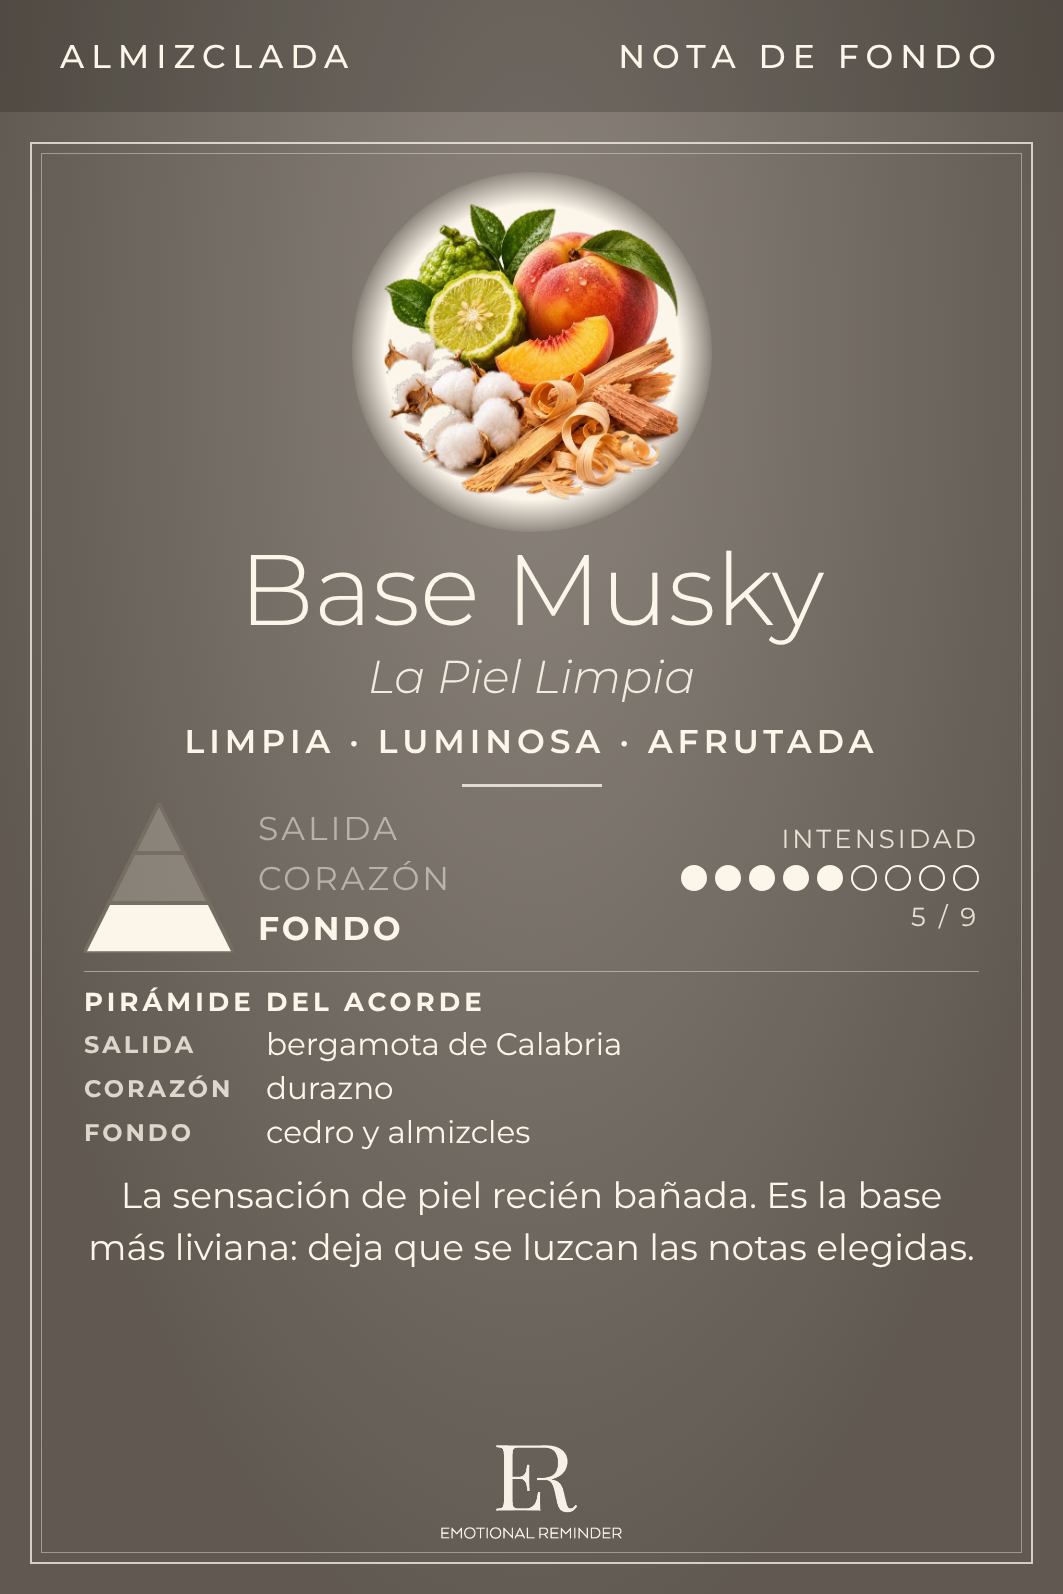 ALMIZCLADA NOTA DE FONDO
Base Musky
La Piel Limpia
LIMPIA · LUMINOSA · AFRUTADA
SALIDA
CORAZÓN
FONDO
INTENSIDAD
5 / 9
PIRÁMIDE DEL ACORDE
SALIDA bergamota de Calabria
CORAZÓN durazno
FONDO cedro y almizcles
La sensación de piel recién bañada. Es la base
más liviana: deja que se luzcan las notas elegidas.
ER
EMOTIONAL REMINDER